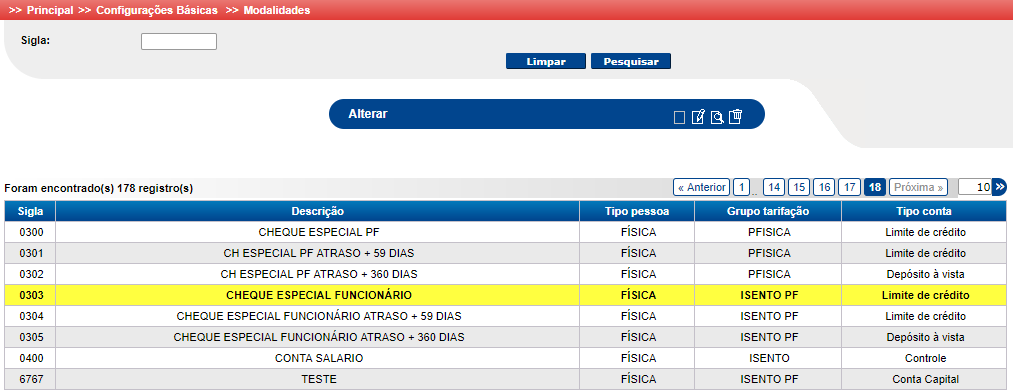 >> Principal >> Configurações Básicas >> Modalidades
Sigla:
Limpar Pesquisar
Alterar
Foram encontrado(s) 178 registro(s) « Anterior 1 .. 14 15 16 17 18 Próxima » 10 »
Sigla Descrição Tipo pessoa Grupo tarifação Tipo conta
0300 CHEQUE ESPECIAL PF FÍSICA PFISICA Limite de crédito
0301 CH ESPECIAL PF ATRASO + 59 DIAS FÍSICA PFISICA Limite de crédito
0302 CH ESPECIAL PF ATRASO + 360 DIAS FÍSICA PFISICA Depósito à vista
0303 CHEQUE ESPECIAL FUNCIONÁRIO FÍSICA ISENTO PF Limite de crédito
0304 CHEQUE ESPECIAL FUNCIONÁRIO ATRASO + 59 DIAS FÍSICA ISENTO PF Limite de crédito
0305 CHEQUE ESPECIAL FUNCIONÁRIO ATRASO + 360 DIAS FÍSICA ISENTO PF Depósito à vista
0400 CONTA SALARIO FÍSICA ISENTO Controle
6767 TESTE FÍSICA ISENTO PF Conta Capital